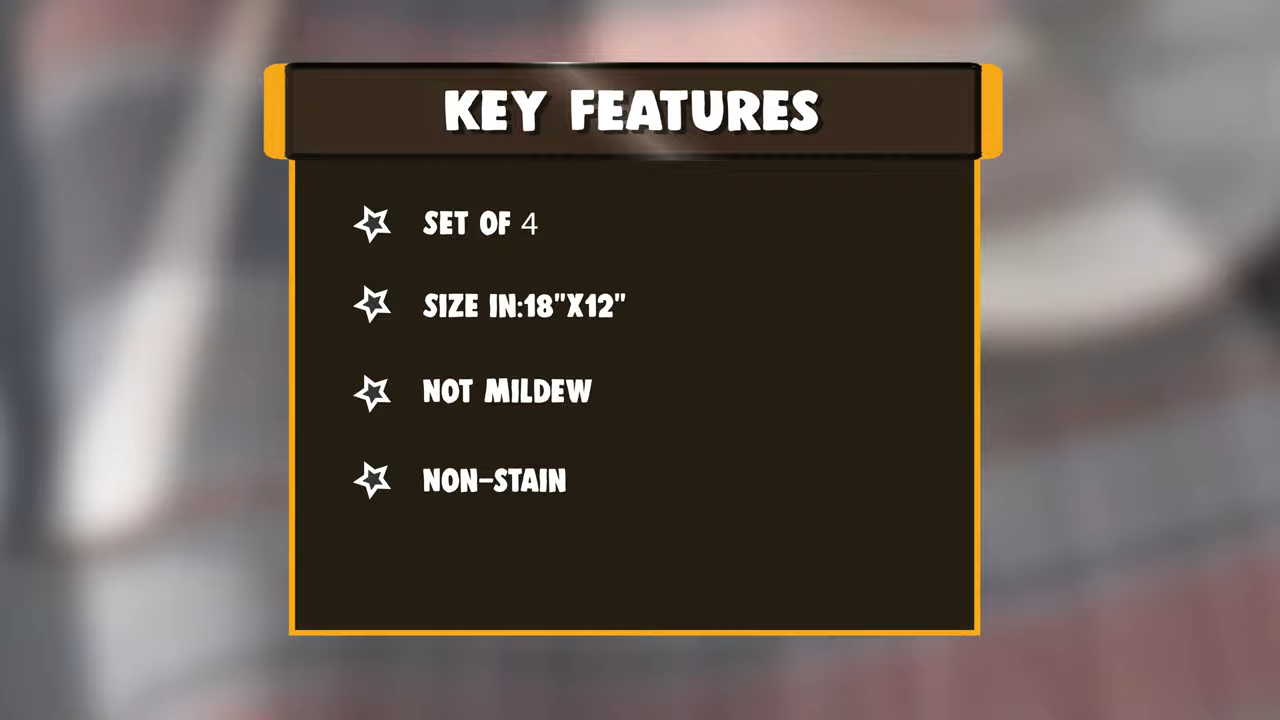 KEY FEATURES
SET OF 4
SIZE IN:18"X12"
NOT MILDEW
NON-STAIN